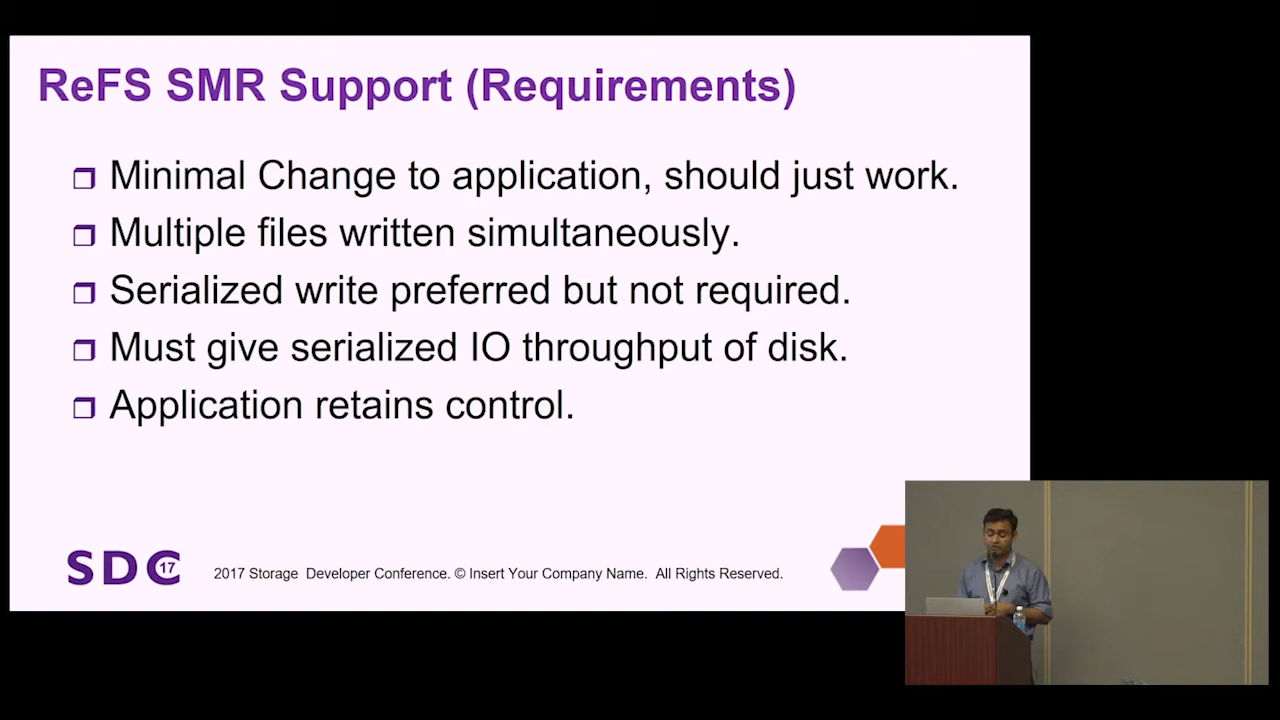 ReFS SMR Support (Requirements)
Minimal Change to application, should just work.
Multiple files written simultaneously.
Serialized write preferred but not required.
Must give serialized IO throughput of disk.
Application retains control.
SDC 17
2017 Storage Developer Conference. © Insert Your Company Name. All Rights Reserved.